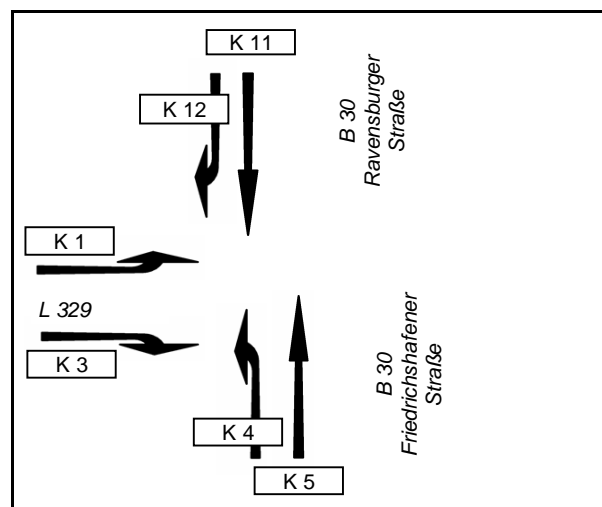 K 11
K 12
B 30
Ravensburger
Straße
K 1
L 329
K 3
B 30
Friedrichshafener
Straße
K 4
K 5